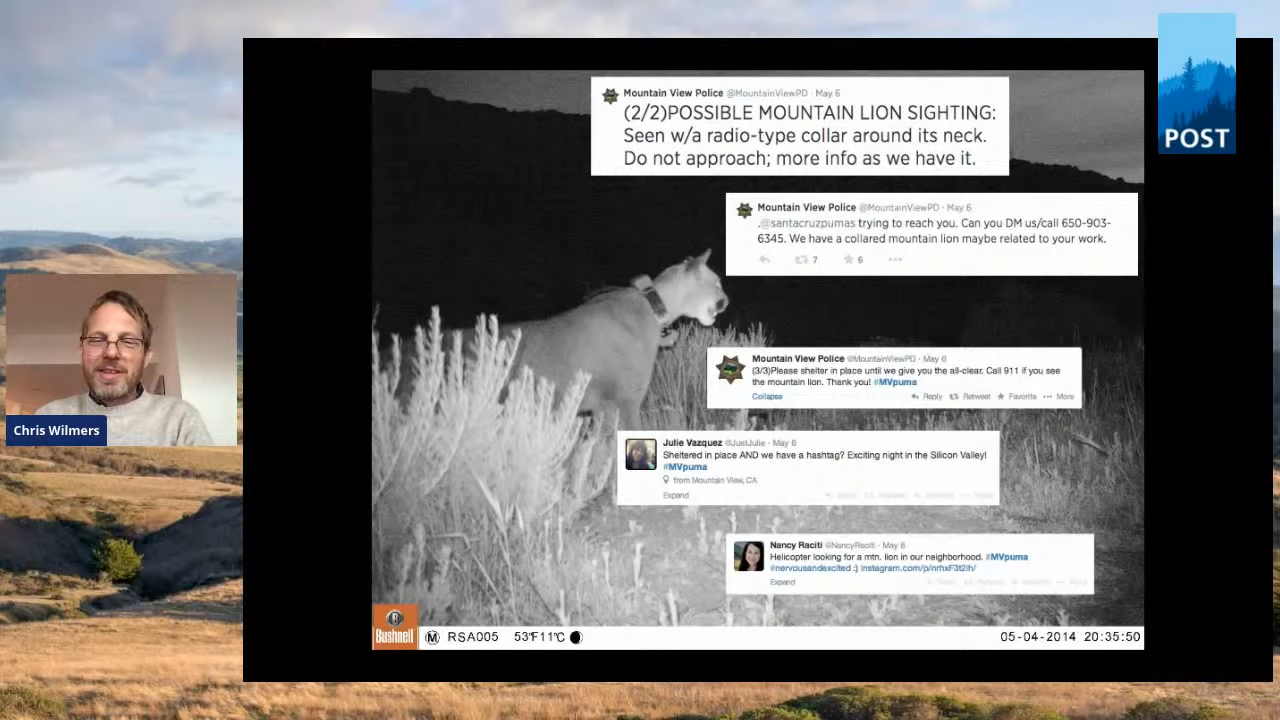 POST
Mountain View Police @MountainViewPD · May 6
(2/2)POSSIBLE MOUNTAIN LION SIGHTING:
Seen w/a radio-type collar around its neck.
Do not approach; more info as we have it.
Mountain View Police @MountainViewPD · May 6
.@santacruzpumas trying to reach you. Can you DM us/call 650-903-
6345. We have a collared mountain lion maybe related to your work.
7 6
Mountain View Police @MountainViewPD · May 6
(3/3)Please shelter in place until we give you the all-clear. Call 911 if you see
the mountain lion. Thank you! #MVpuma
Collapse Reply Retweet Favorite More
Chris Wilmers
Julie Vazquez @JustJulie · May 6
Sheltered in place AND we have a hashtag? Exciting night in the Silicon Valley!
#MVpuma
from Mountain View, CA
Expand
Nancy Raciti @NancyRaciti · May 6
Helicopter looking for a mtn. lion in our neighborhood. #MVpuma
#nervousandexcited :) instagram.com/p/
Expand
Bushnell M RSA005 53°F11°C 05-04-2014 20:35:50